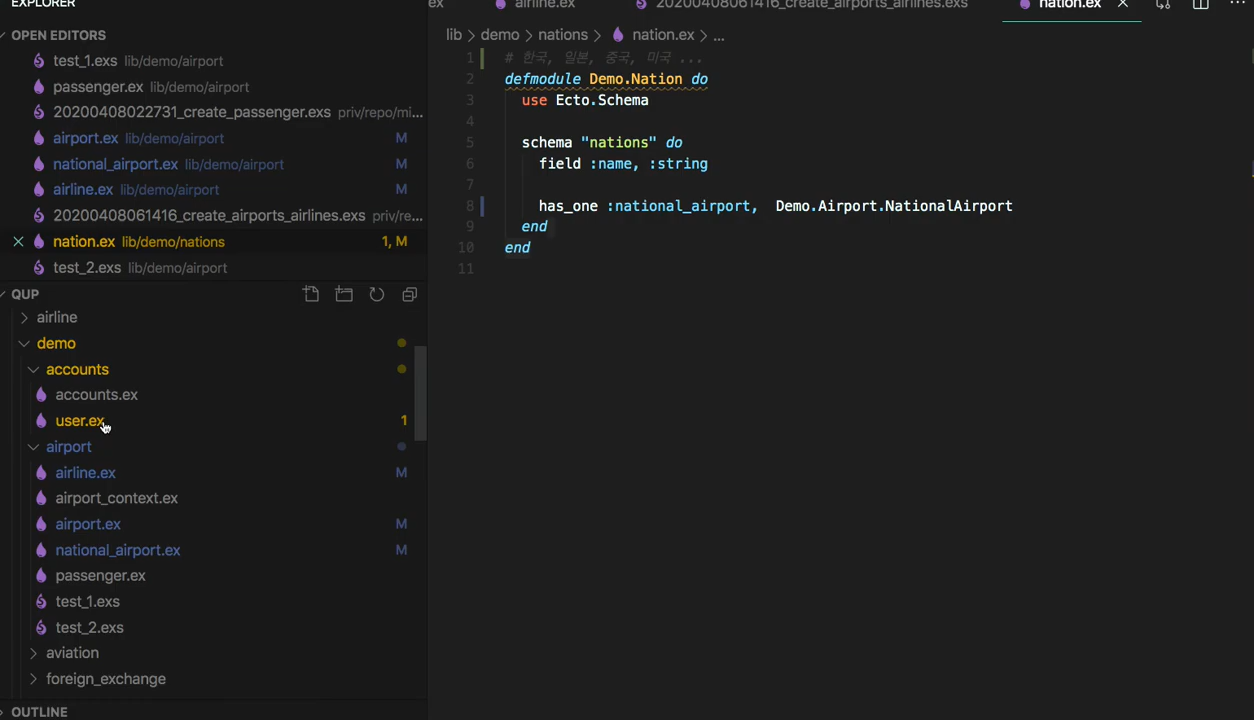 EXPLORER
OPEN EDITORS
test_1.exs lib/demo/airport
passenger.ex lib/demo/airport
20200408022731_create_passenger.exs priv/repo/mi...
airport.ex lib/demo/airport M
national_airport.ex lib/demo/airport M
airline.ex lib/demo/airport M
20200408061416_create_airports_airlines.exs priv/re...
nation.ex lib/demo/nations 1, M
test_2.exs lib/demo/airport
QUP
airline
demo
accounts
accounts.ex
user.ex 1
airport
airline.ex M
airport_context.ex
airport.ex M
national_airport.ex M
passenger.ex
test_1.exs
test_2.exs
aviation
foreign_exchange
OUTLINE
ex airline.ex 20200408061416_create_airports_airlines.exs nation.ex
lib > demo > nations > nation.ex > ...
1 # 한국, 일본, 중국, 미국 ...
2 defmodule Demo.Nation do
3 use Ecto.Schema
4
5 schema "nations" do
6 field :name, :string
7
8 has_one :national_airport, Demo.Airport.NationalAirport
9 end
10 end
11